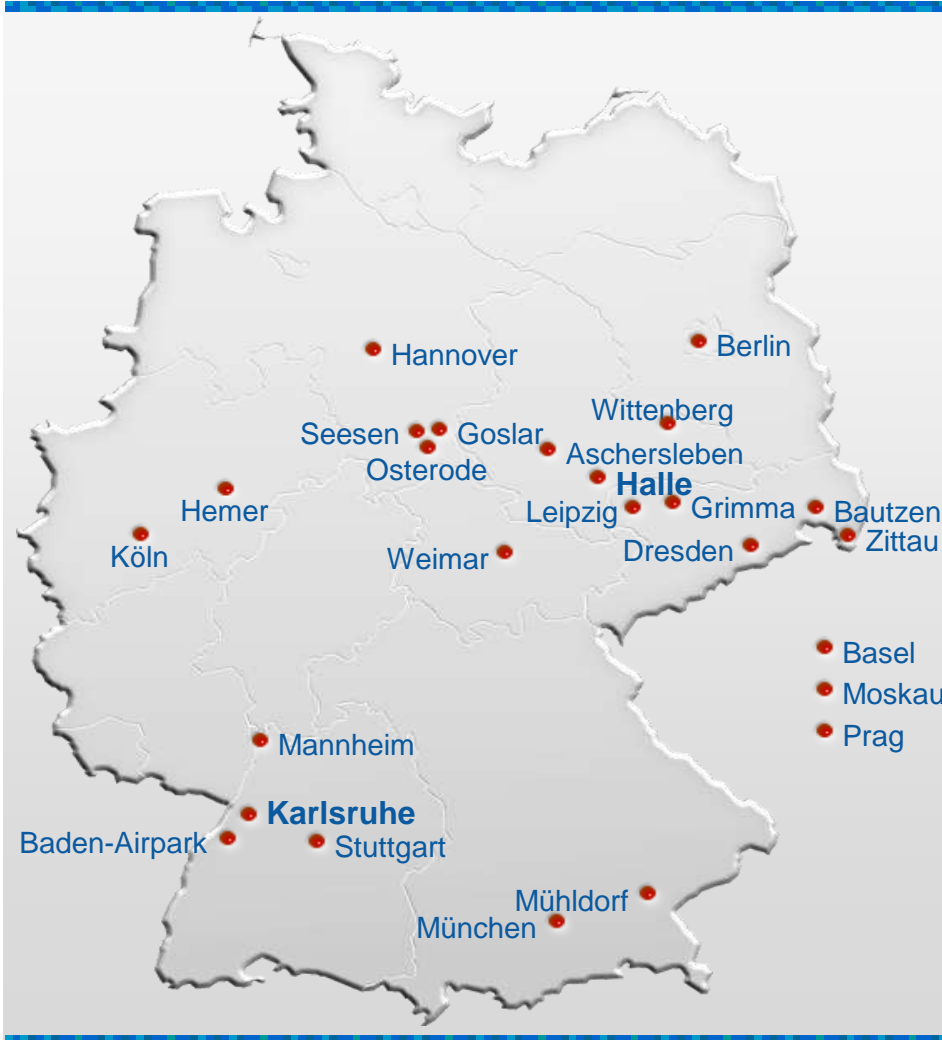 Hannover
Berlin
Wittenberg
Seesen
Goslar
Osterode
Aschersleben
Halle
Hemer
Leipzig
Grimma
Bautzen
Köln
Weimar
Dresden
Zittau
Basel
Moskau
Prag
Mannheim
Karlsruhe
Baden-Airpark
Stuttgart
Mühldorf
München